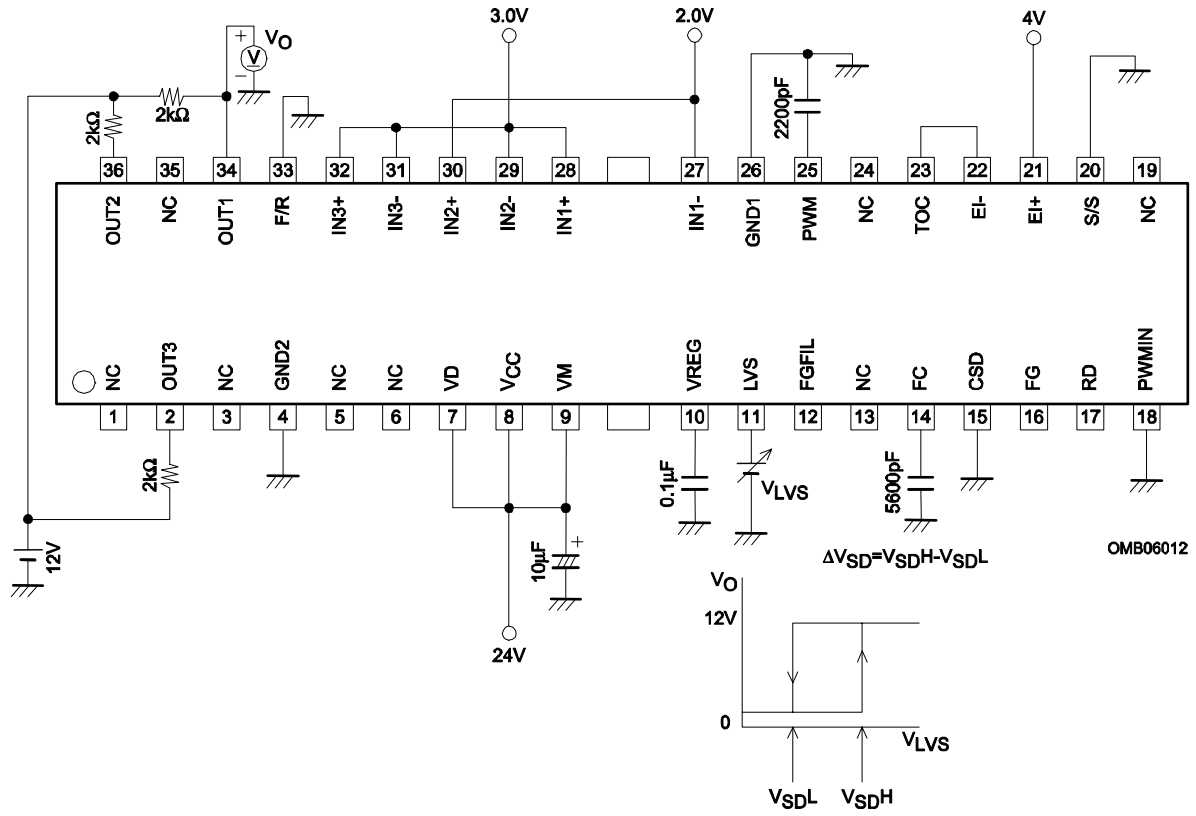 3.0V
2.0V
4V
+
VO
V
−
2kΩ
2kΩ
2200pF
36 35 34 33 32 31 30 29 28 27 26 25 24 23 22 21 20 19
OUT2 NC OUT1 F/R IN3+ IN3- IN2+ IN2- IN1+ IN1- GND1 PWM NC TOC EI- EI+ S/S NC
NC OUT3 NC GND2 NC NC VD VCC VM VREG LVS FGFIL NC FC CSD FG RD PWMIN
1 2 3 4 5 6 7 8 9 10 11 12 13 14 15 16 17 18
2kΩ
0.1μF
VLVS
5600pF
12V
10μF
+
24V
OMB06012
ΔVSD=VSDH-VSDL
VO
12V
0
VLVS
VSDL
VSDH